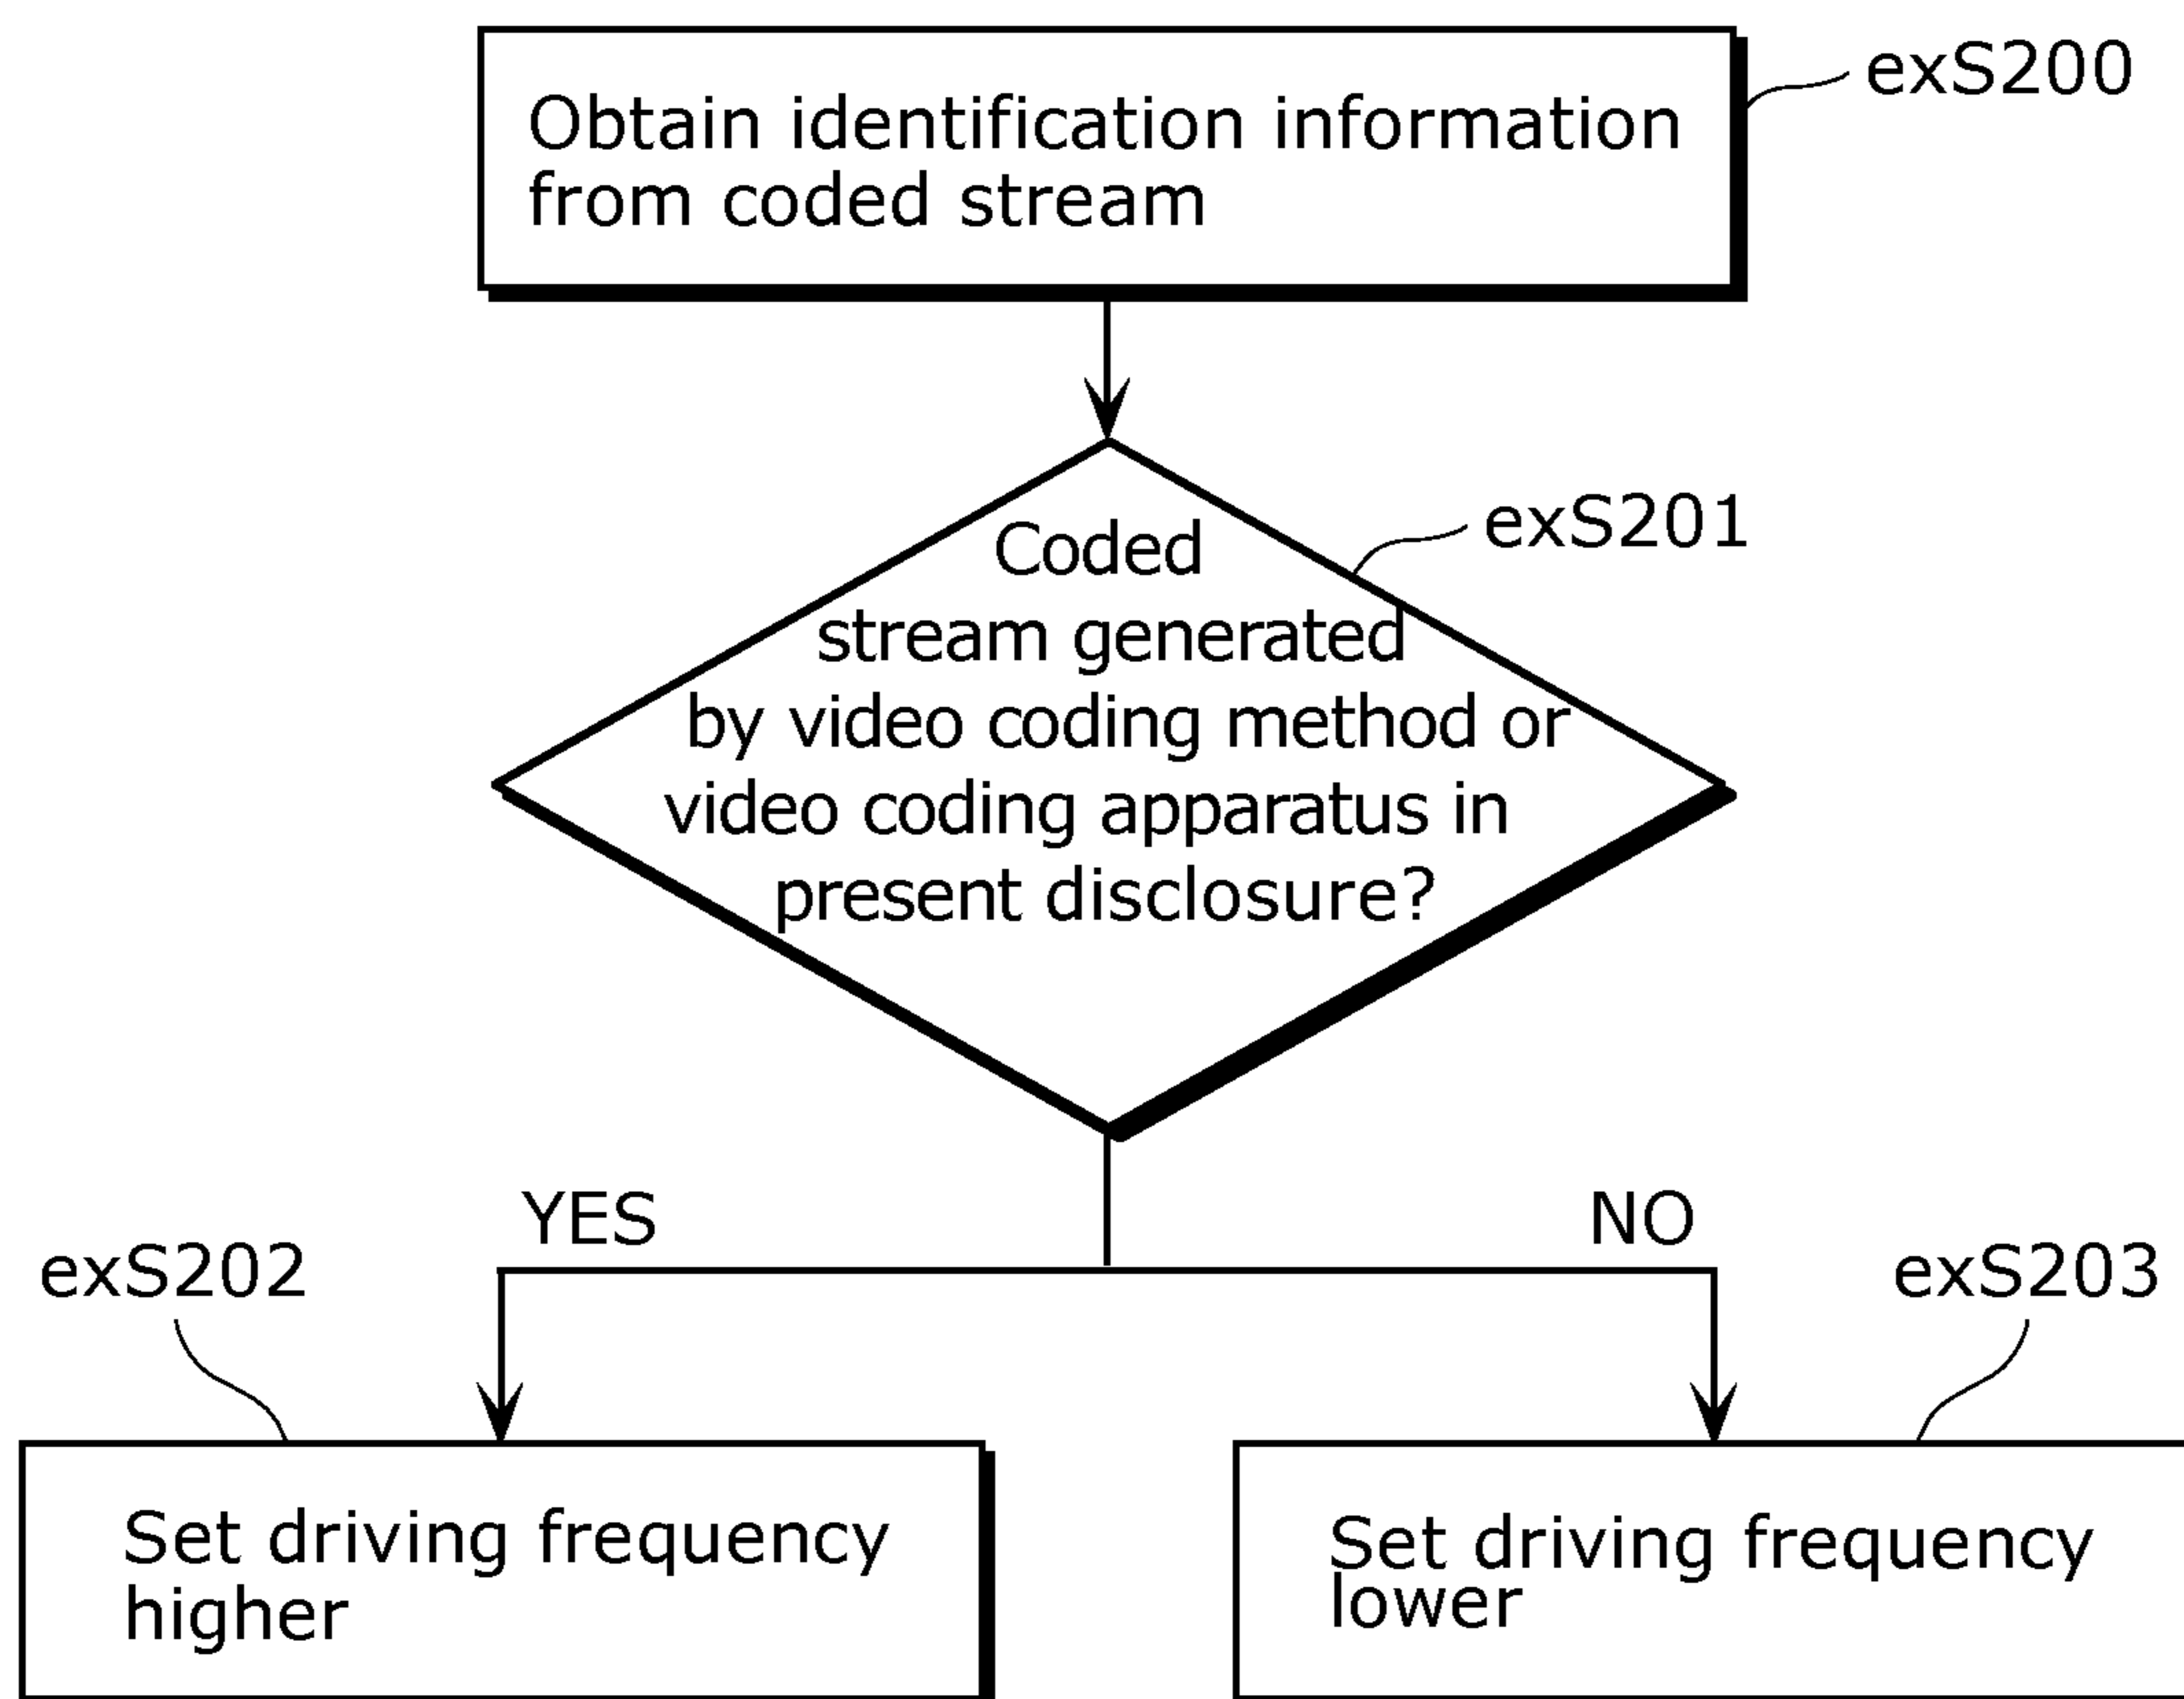 Obtain identification information
from coded stream
exS200
Coded
stream generated
by video coding method or
video coding apparatus in
present disclosure?
exS201
YES
NO
exS202
exS203
Set driving frequency
higher
Set driving frequency
lower